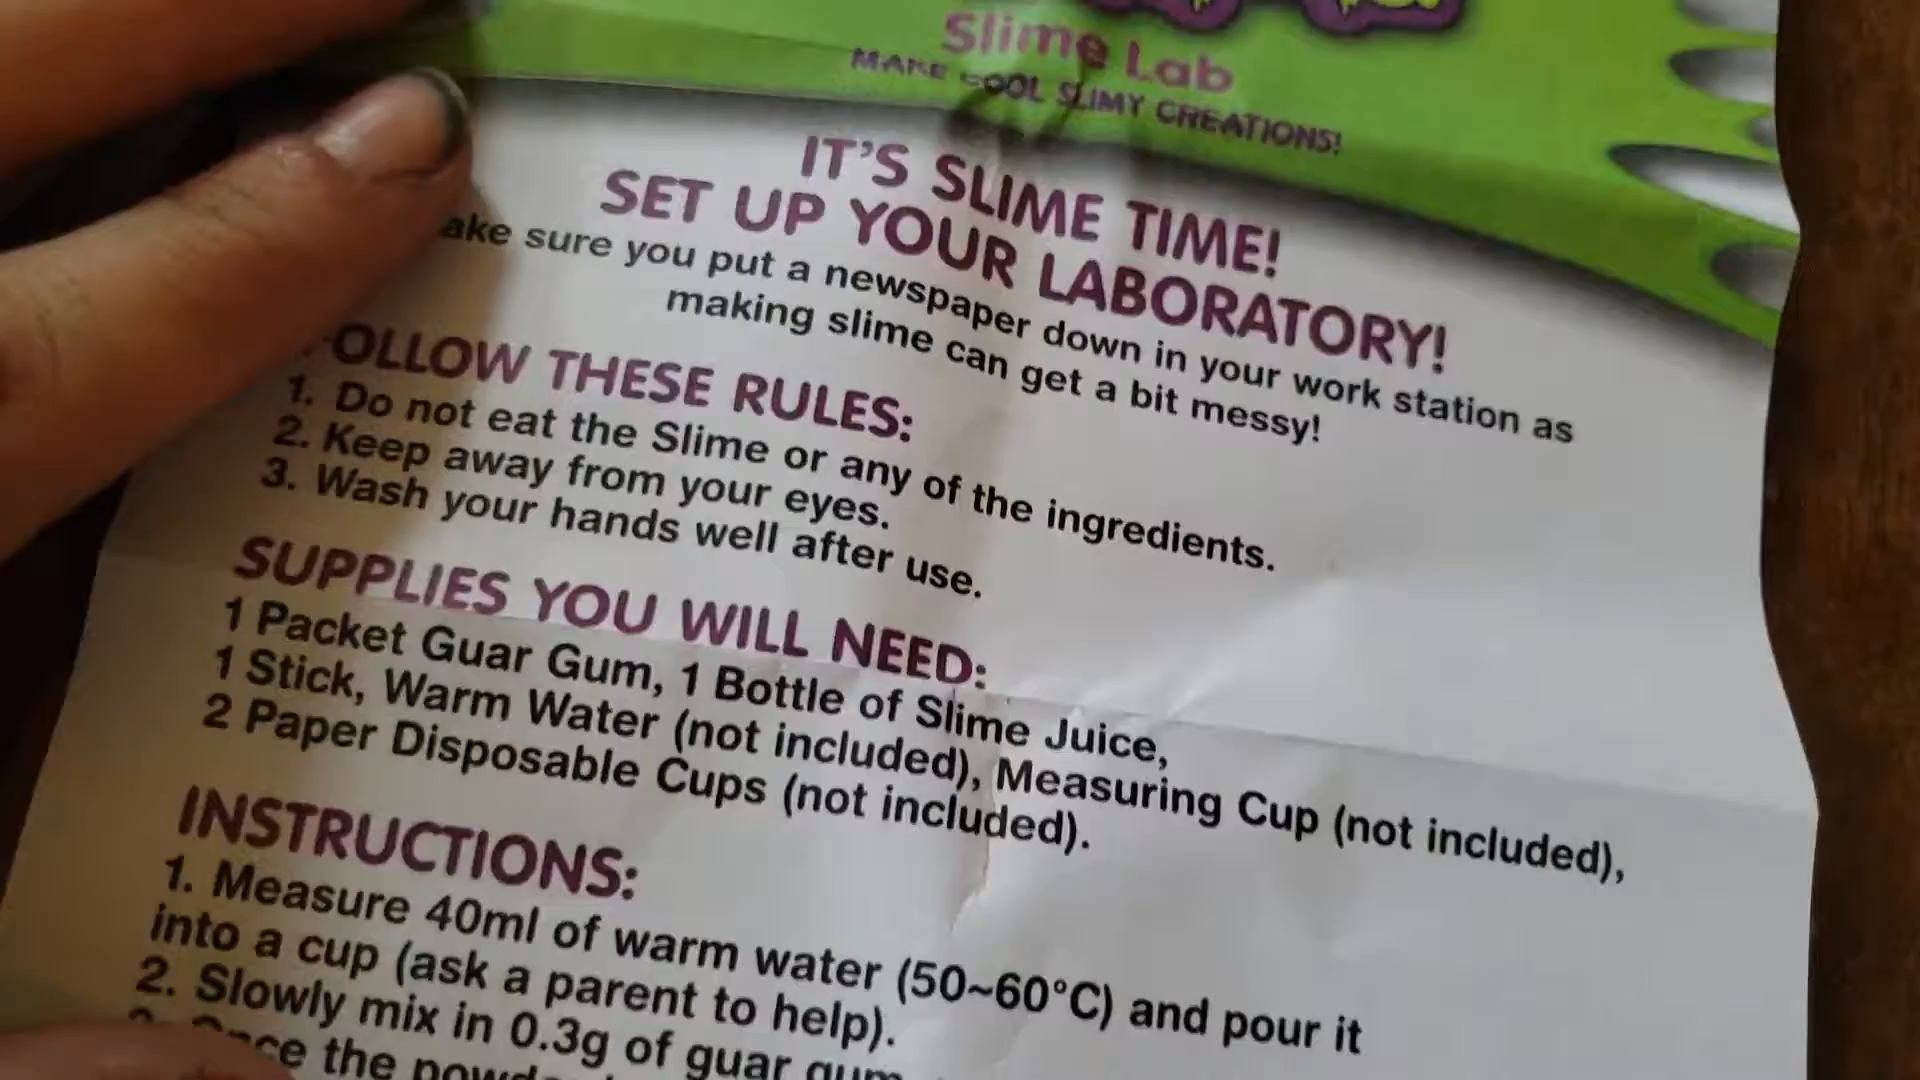 Slime Lab
MAKE COOL SLIMY CREATIONS!
IT'S SLIME TIME!
SET UP YOUR LABORATORY!
ake sure you put a newspaper down in your work station as
making slime can get a bit messy!
FOLLOW THESE RULES:
1. Do not eat the Slime or any of the ingredients.
2. Keep away from your eyes.
3. Wash your hands well after use.
SUPPLIES YOU WILL NEED:
1 Packet Guar Gum, 1 Bottle of Slime Juice,
1 Stick, Warm Water (not included), Measuring Cup (not included),
2 Paper Disposable Cups (not included).
INSTRUCTIONS:
1. Measure 40ml of warm water (50~60°C) and pour it
into a cup (ask a parent to help).
2. Slowly mix in 0.3g of guar gum
the